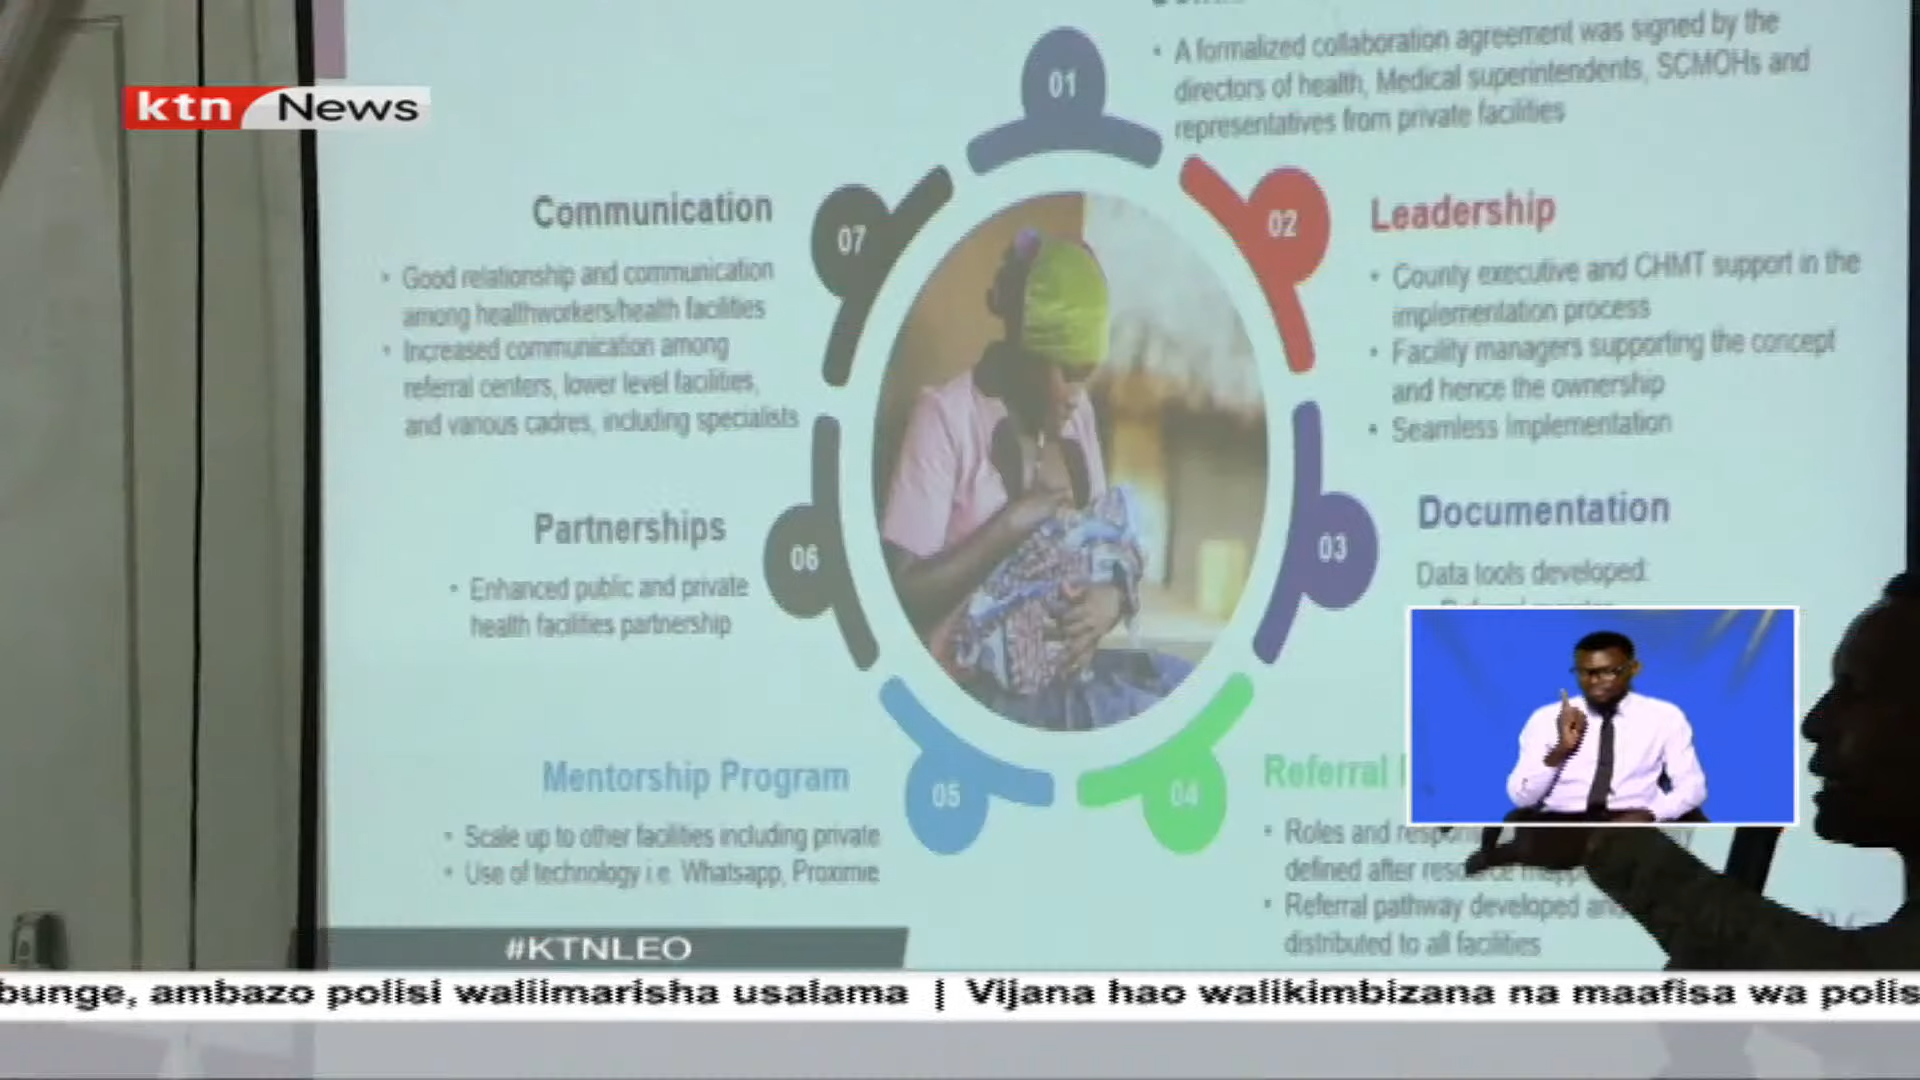 ktn News
01
• A formalized collaboration agreement was signed by the
directors of health, Medical superintendents, SCMOHs and
representatives from private facilities
02
Leadership
• County executive and CHMT support in the
implementation process
• Facility managers supporting the concept
and hence the ownership
• Seamless Implementation
03
Documentation
Data tools developed:
04
Referral
• Roles and
defined after
• Referral pathway developed
distributed to all facilities
05
Mentorship Program
• Scale up to other facilities including private
• Use of technology i.e. Whatsapp, Proximie
06
Partnerships
• Enhanced public and private
health facilities partnership
07
Communication
• Good relationship and communication
among healthworkers/health facilities
• Increased communication among
referral centers, lower level facilities,
and various cadres, including specialists
#KTNLEO
bunge, ambazo polisi waliimarisha usalama | Vijana hao walikimbizana na maafisa wa polis